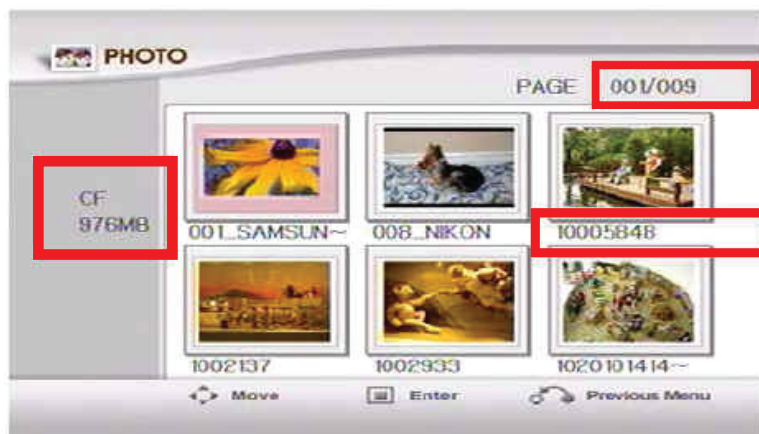 PHOTO
PAGE 001/009
CF
976MB
001_SAMSUN~ 008_NIKON 10005848
1002137 1002933 1020101414~
Move Enter Previous Menu